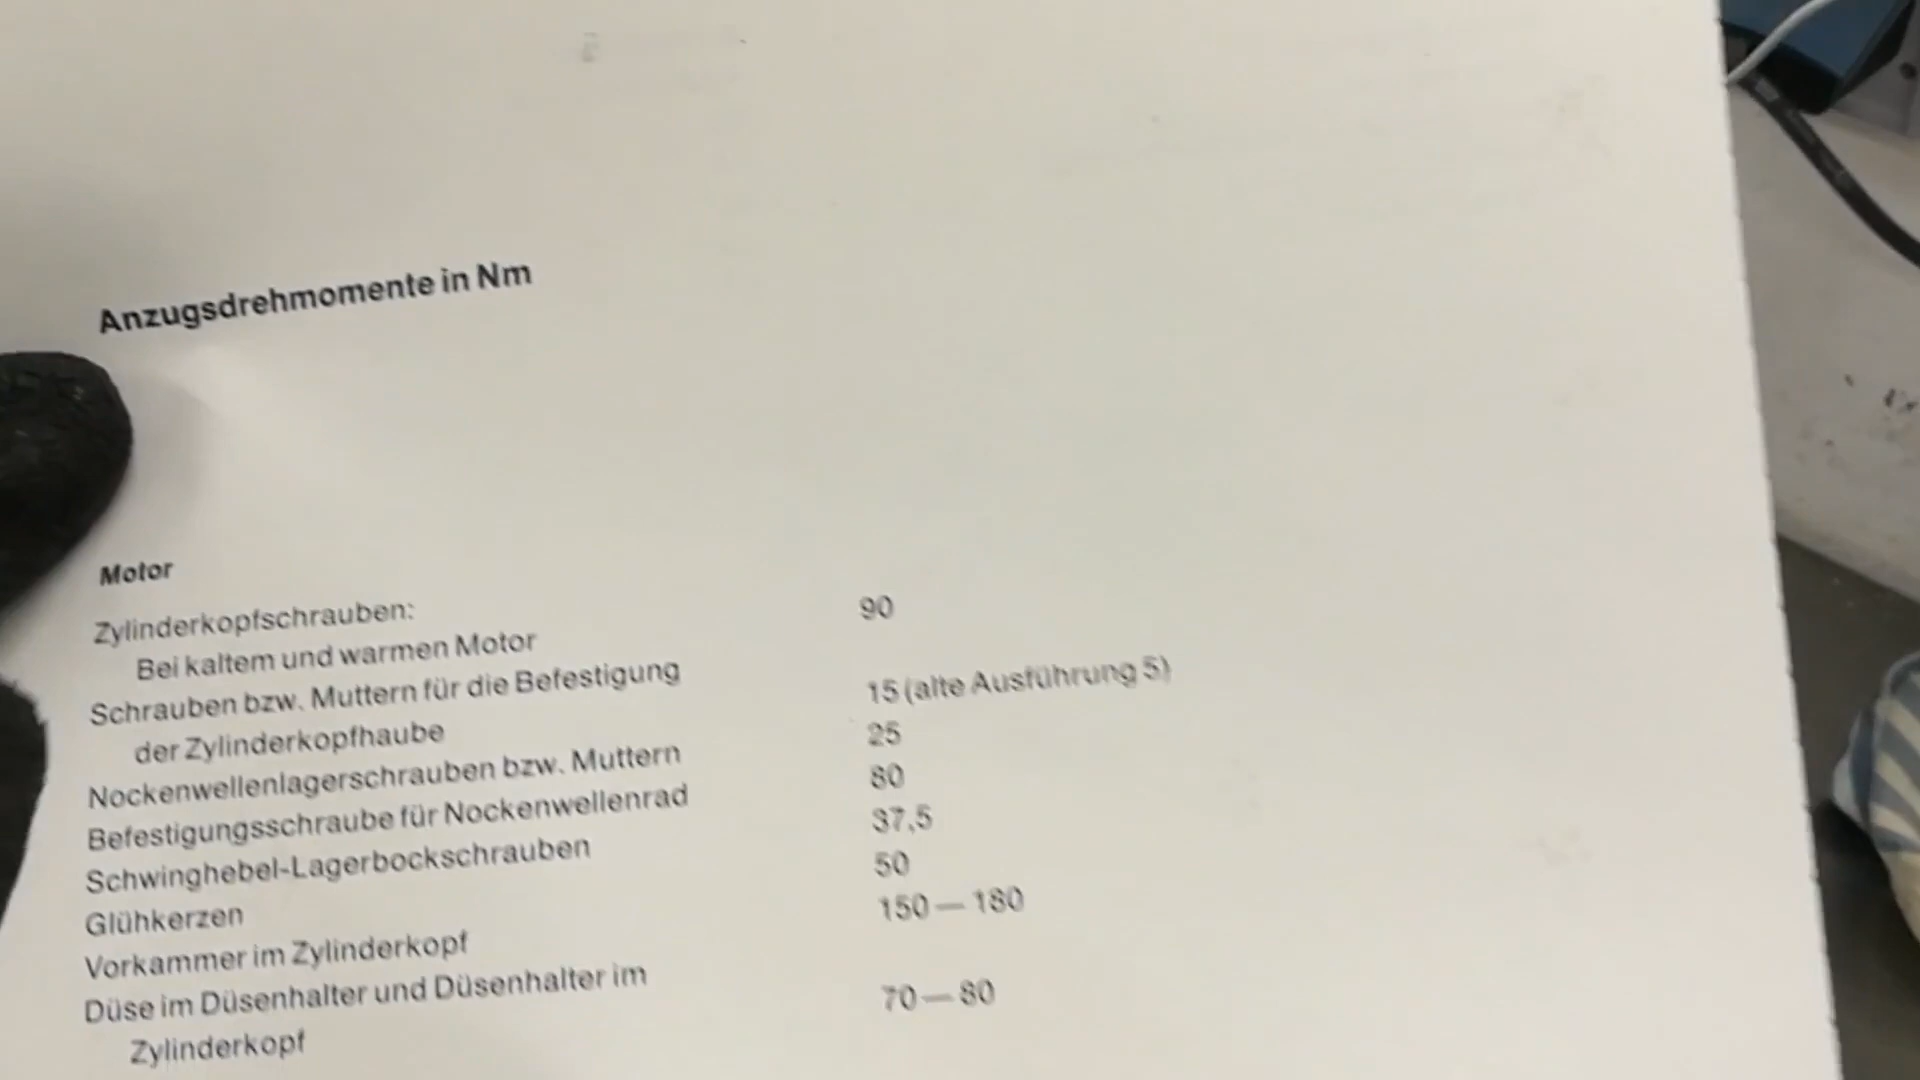 Anzugsdrehmomente in Nm
Motor
Zylinderkopfschrauben:
Bei kaltem und warmen Motor 90
Schrauben bzw. Muttern für die Befestigung
der Zylinderkopfhaube 15 (alte Ausführung 5)
Nockenwellenlagerschrauben bzw. Muttern 25
Befestigungsschraube für Nockenwellenrad 80
Schwinghebel-Lagerbockschrauben 37,5
Glühkerzen 50
Vorkammer im Zylinderkopf 150 — 180
Düse im Düsenhalter und Düsenhalter im
Zylinderkopf 70 — 80